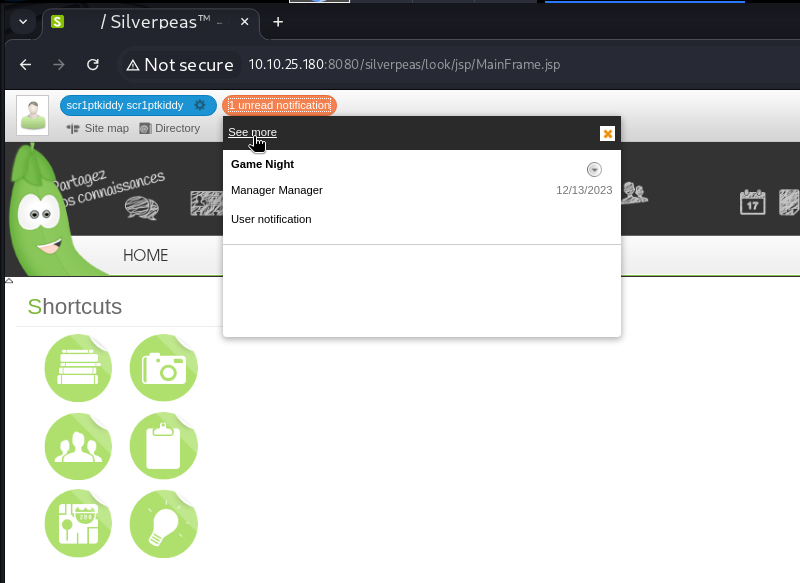 / Silverpeas™ -
Not secure
10.10.25.180:8080/silverpeas/look/jsp/MainFrame.jsp
scr1ptkiddy scr1ptkiddy
1 unread notification
Site map
Directory
See more
Partagez
os connaissances
Game Night
Manager Manager
12/13/2023
User notification
17
HOME
Shortcuts